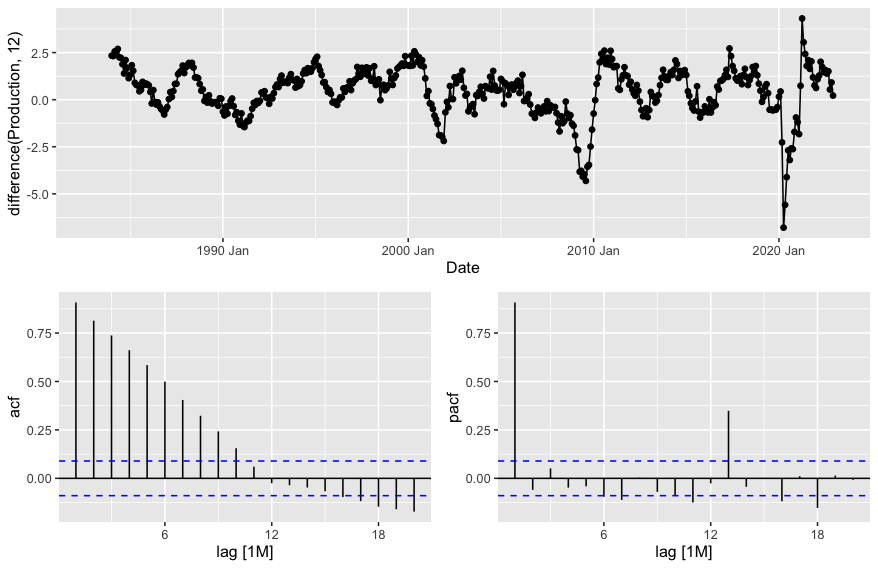 difference(Production, 12)
2.5
0.0
-2.5
-5.0
1990 Jan
2000 Jan
2010 Jan
2020 Jan
Date
acf
0.75
0.50
0.25
0.00
6
12
18
lag [1M]
pacf
0.75
0.50
0.25
0.00
6
12
18
lag [1M]